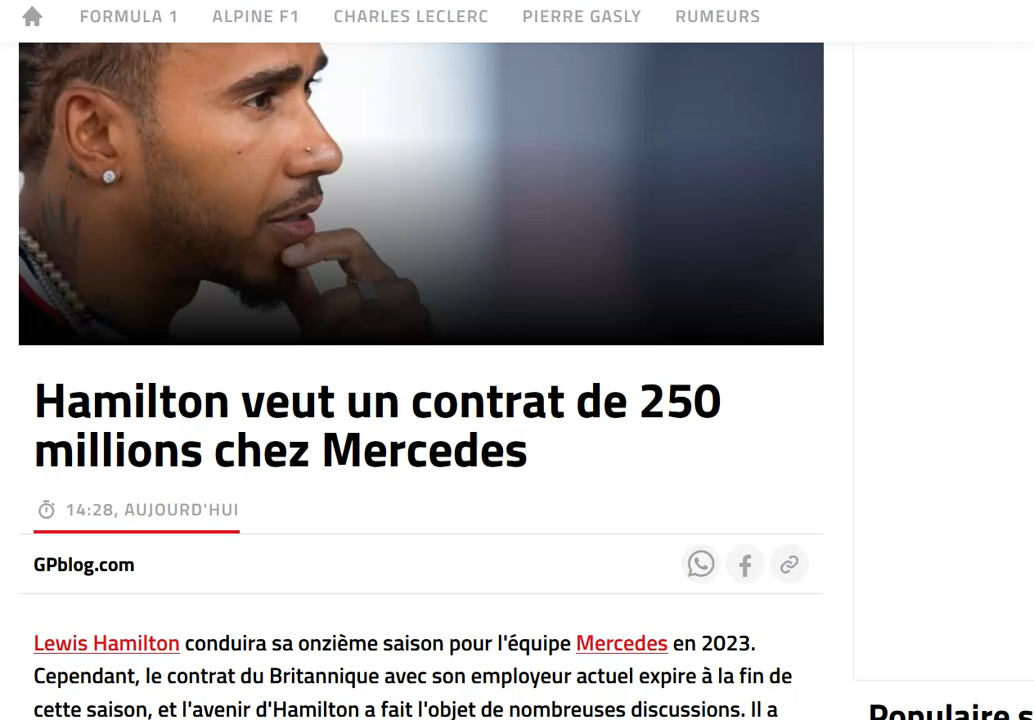 FORMULA 1 ALPINE F1 CHARLES LECLERC PIERRE GASLY RUMEURS
Hamilton veut un contrat de 250
millions chez Mercedes
14:28, AUJOURD'HUI
GPblog.com
Lewis Hamilton conduira sa onzième saison pour l'équipe Mercedes en 2023.
Cependant, le contrat du Britannique avec son employeur actuel expire à la fin de
cette saison, et l'avenir d'Hamilton a fait l'objet de nombreuses discussions. Il a
Populaire